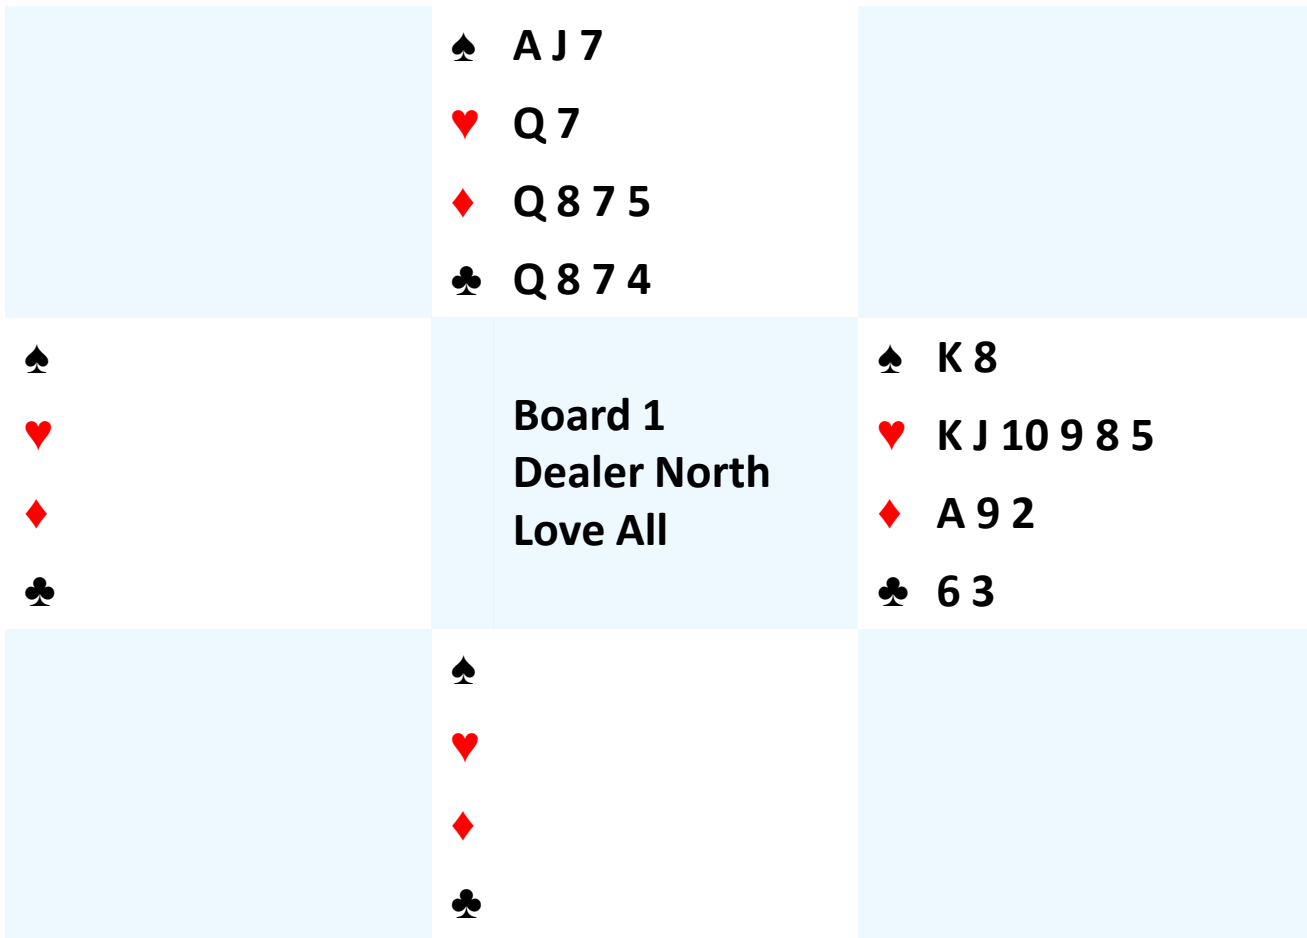 ♠ A J 7
♥ Q 7
♦ Q 8 7 5
♣ Q 8 7 4
♠
♥
♦
♣
Board 1
Dealer North
Love All
♠ K 8
♥ K J 10 9 8 5
♦ A 9 2
♣ 6 3
♠
♥
♦
♣